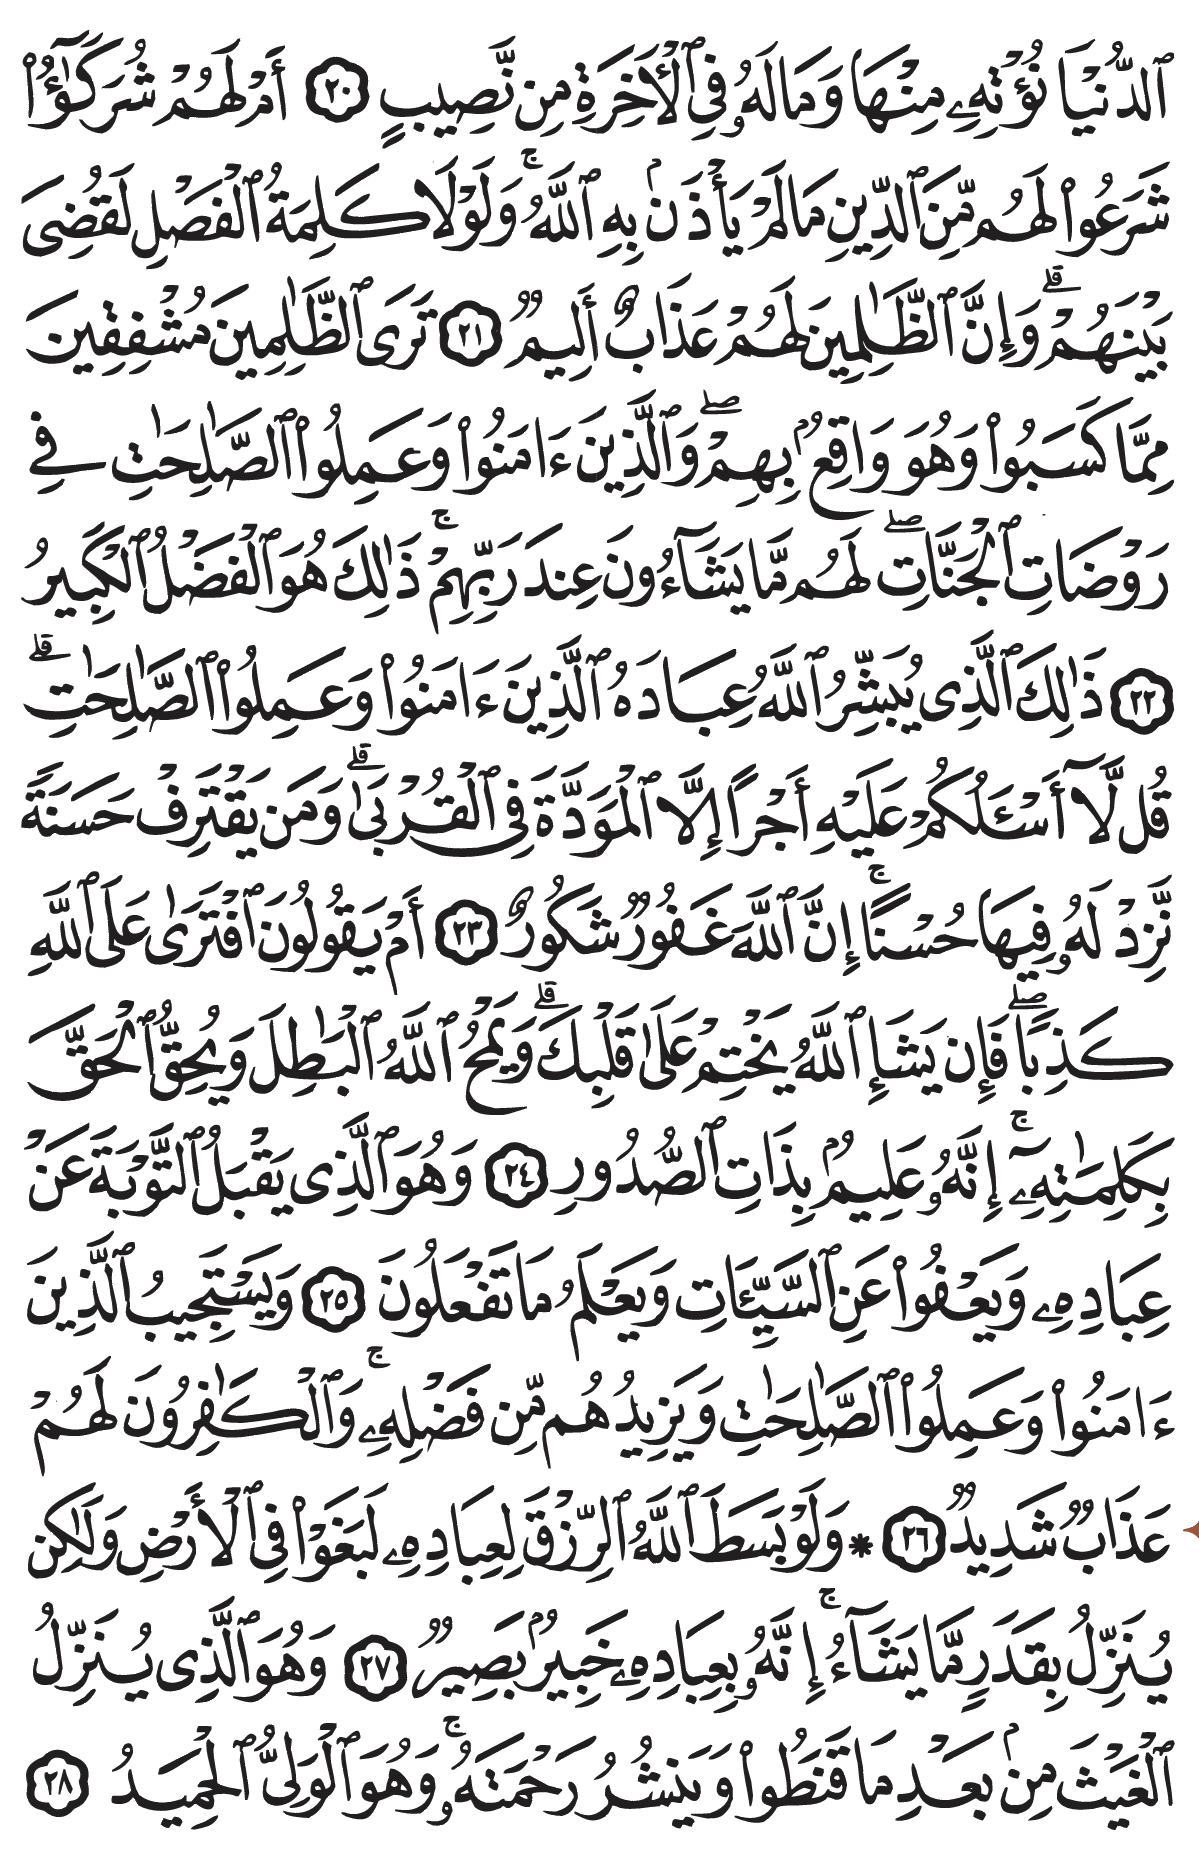 ٱلدُّنْيَا نُؤْتِهِۦ مِنْهَا وَمَا لَهُۥ فِى ٱلْأَخِرَةِ مِن نَّصِيبٍ ٢٠ أَمْ لَهُمْ شُرَكَٰٓؤُا۟
شَرَعُوا۟ لَهُم مِّنَ ٱلدِّينِ مَا لَمْ يَأْذَنۢ بِهِ ٱللَّهُ ۚ وَلَوْلَا كَلِمَةُ ٱلْفَصْلِ لَقُضِىَ
بَيْنَهُمْ ۗ وَإِنَّ ٱلظَّٰلِمِينَ لَهُمْ عَذَابٌ أَلِيمٌ ٢١ تَرَى ٱلظَّٰلِمِينَ مُشْفِقِينَ
مِمَّا كَسَبُوا۟ وَهُوَ وَاقِعٌۢ بِهِمْ ۖ وَٱلَّذِينَ ءَامَنُوا۟ وَعَمِلُوا۟ ٱلصَّٰلِحَٰتِ فِى
رَوْضَاتِ ٱلْجَنَّاتِ ۖ لَهُم مَّا يَشَآءُونَ عِندَ رَبِّهِمْ ۚ ذَٰلِكَ هُوَ ٱلْفَضْلُ ٱلْكَبِيرُ
٢٢ ذَٰلِكَ ٱلَّذِى يُبَشِّرُ ٱللَّهُ عِبَادَهُ ٱلَّذِينَ ءَامَنُوا۟ وَعَمِلُوا۟ ٱلصَّٰلِحَٰتِ ۗ
قُل لَّآ أَسْـَٔلُكُمْ عَلَيْهِ أَجْرًا إِلَّا ٱلْمَوَدَّةَ فِى ٱلْقُرْبَىٰ ۗ وَمَن يَقْتَرِفْ حَسَنَةً
نَّزِدْ لَهُۥ فِيهَا حُسْنًا ۚ إِنَّ ٱللَّهَ غَفُورٌ شَكُورٌ ٢٣ أَمْ يَقُولُونَ ٱفْتَرَىٰ عَلَى ٱللَّهِ
كَذِبًا ۖ فَإِن يَشَإِ ٱللَّهُ يَخْتِمْ عَلَىٰ قَلْبِكَ ۗ وَيَمْحُ ٱللَّهُ ٱلْبَٰطِلَ وَيُحِقُّ ٱلْحَقَّ
بِكَلِمَٰتِهِۦٓ ۚ إِنَّهُۥ عَلِيمٌۢ بِذَاتِ ٱلصُّدُورِ ٢٤ وَهُوَ ٱلَّذِى يَقْبَلُ ٱلتَّوْبَةَ عَنْ
عِبَادِهِۦ وَيَعْفُوا۟ عَنِ ٱلسَّيِّـَٔاتِ وَيَعْلَمُ مَا تَفْعَلُونَ ٢٥ وَيَسْتَجِيبُ ٱلَّذِينَ
ءَامَنُوا۟ وَعَمِلُوا۟ ٱلصَّٰلِحَٰتِ وَيَزِيدُهُم مِّن فَضْلِهِۦ ۚ وَٱلْكَٰفِرُونَ لَهُمْ
عَذَابٌ شَدِيدٌ ٢٦ * وَلَوْ بَسَطَ ٱللَّهُ ٱلرِّزْقَ لِعِبَادِهِۦ لَبَغَوْا۟ فِى ٱلْأَرْضِ وَلَٰكِن
يُنَزِّلُ بِقَدَرٍ مَّا يَشَآءُ ۚ إِنَّهُۥ بِعِبَادِهِۦ خَبِيرٌۢ بَصِيرٌ ٢٧ وَهُوَ ٱلَّذِى يُنَزِّلُ
ٱلْغَيْثَ مِنۢ بَعْدِ مَا قَنَطُوا۟ وَيَنشُرُ رَحْمَتَهُۥ ۚ وَهُوَ ٱلْوَلِىُّ ٱلْحَمِيدُ ٢٨